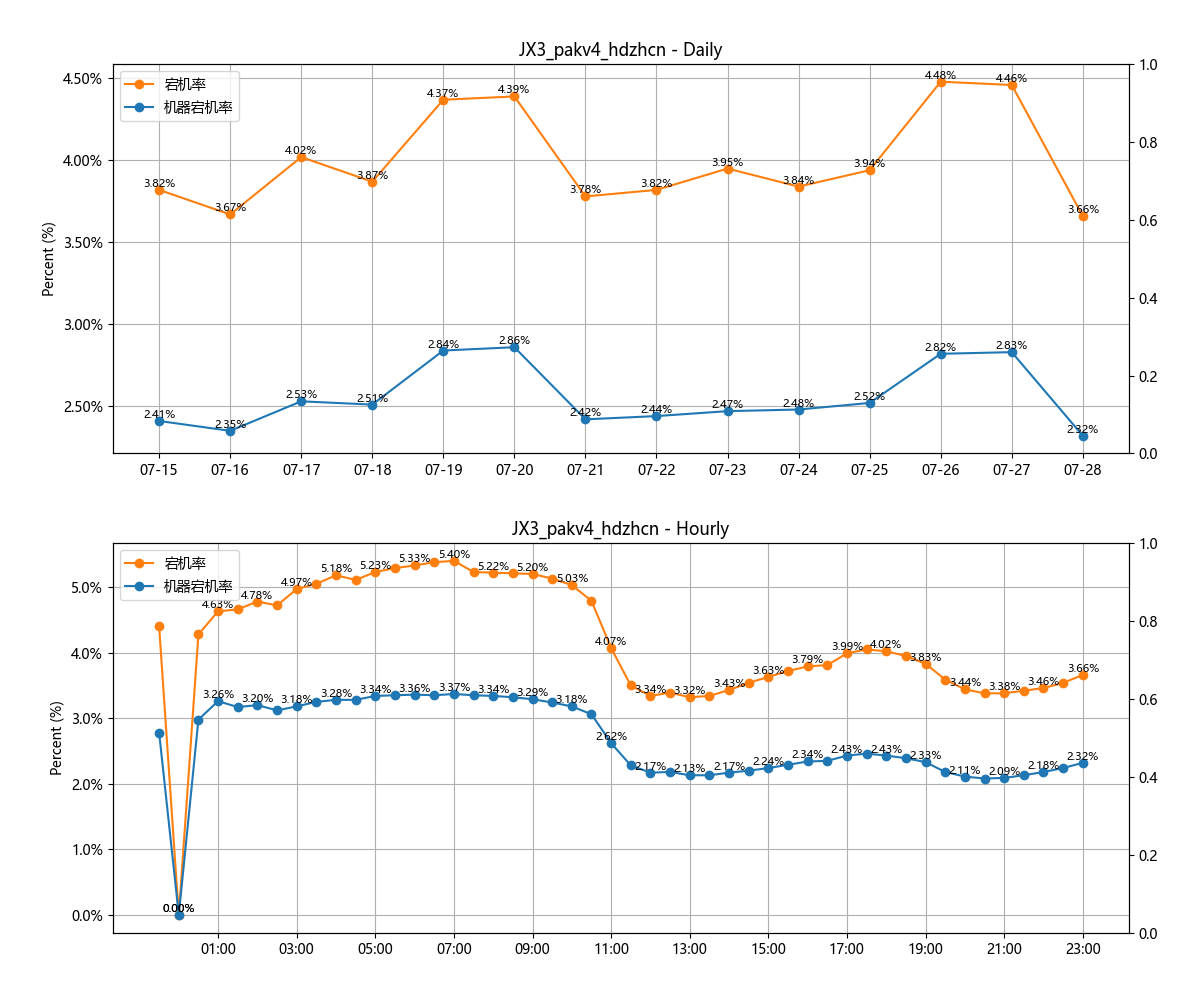 JX3_pakv4_hdzhcn - Daily
宕机率
机器宕机率
Percent (%)
4.50%
4.00%
3.50%
3.00%
2.50%
1.0
0.8
0.6
0.4
0.2
0.0
3.82% 3.67% 4.02% 3.87% 4.37% 4.39% 3.78% 3.82% 3.95% 3.84% 3.94% 4.48% 4.46% 3.66%
2.41% 2.35% 2.53% 2.51% 2.84% 2.86% 2.42% 2.44% 2.47% 2.48% 2.52% 2.82% 2.83% 2.32%
07-15 07-16 07-17 07-18 07-19 07-20 07-21 07-22 07-23 07-24 07-25 07-26 07-27 07-28
JX3_pakv4_hdzhcn - Hourly
宕机率
机器宕机率
Percent (%)
5.0%
4.0%
3.0%
2.0%
1.0%
0.0%
1.0
0.8
0.6
0.4
0.2
0.0
0.00% 4.63% 4.78% 4.97% 5.18% 5.23% 5.33% 5.40% 5.22% 5.20% 5.03% 4.07% 3.34% 3.32% 3.43% 3.63% 3.79% 3.99% 4.02% 3.83% 3.44% 3.38% 3.46% 3.66%
0.00% 3.26% 3.20% 3.18% 3.28% 3.34% 3.36% 3.37% 3.34% 3.29% 3.18% 2.62% 2.17% 2.13% 2.17% 2.24% 2.34% 2.43% 2.43% 2.33% 2.11% 2.09% 2.18% 2.32%
01:00 03:00 05:00 07:00 09:00 11:00 13:00 15:00 17:00 19:00 21:00 23:00